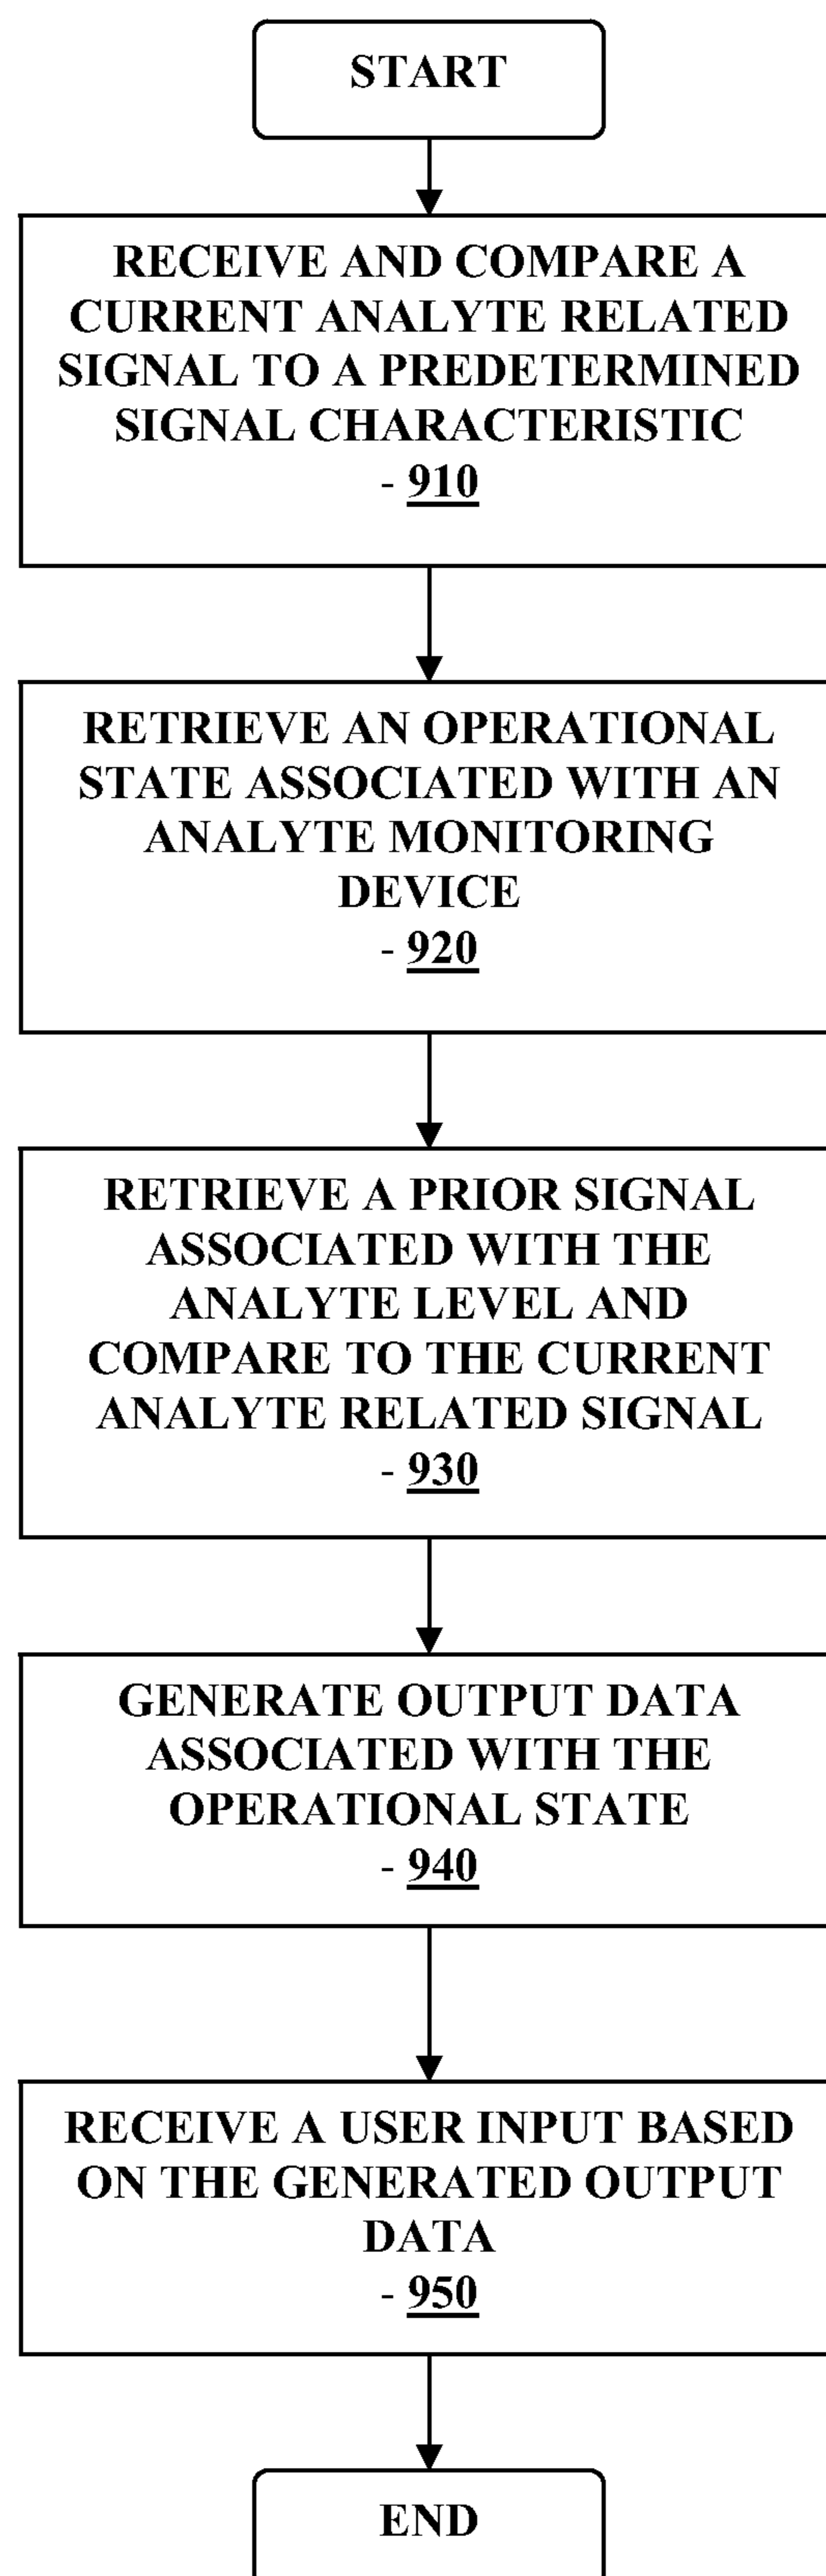 START
RECEIVE AND COMPARE A
CURRENT ANALYTE RELATED
SIGNAL TO A PREDETERMINED
SIGNAL CHARACTERISTIC
- 910
RETRIEVE AN OPERATIONAL
STATE ASSOCIATED WITH AN
ANALYTE MONITORING
DEVICE
- 920
RETRIEVE A PRIOR SIGNAL
ASSOCIATED WITH THE
ANALYTE LEVEL AND
COMPARE TO THE CURRENT
ANALYTE RELATED SIGNAL
- 930
GENERATE OUTPUT DATA
ASSOCIATED WITH THE
OPERATIONAL STATE
- 940
RECEIVE A USER INPUT BASED
ON THE GENERATED OUTPUT
DATA
- 950
END